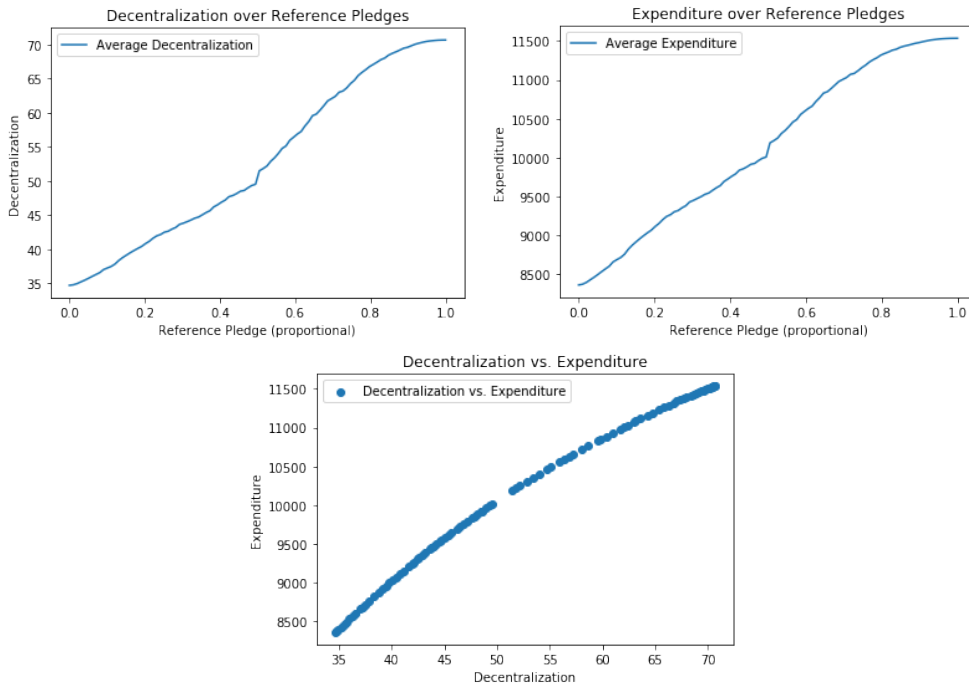 Decentralization over Reference Pledges
Average Decentralization
Decentralization
70
65
60
55
50
45
40
35
0.0 0.2 0.4 0.6 0.8 1.0
Reference Pledge (proportional)
Expenditure over Reference Pledges
Average Expenditure
Expenditure
11500
11000
10500
10000
9500
9000
8500
0.0 0.2 0.4 0.6 0.8 1.0
Reference Pledge (proportional)
Decentralization vs. Expenditure
Decentralization vs. Expenditure
Expenditure
11500
11000
10500
10000
9500
9000
8500
35 40 45 50 55 60 65 70
Decentralization